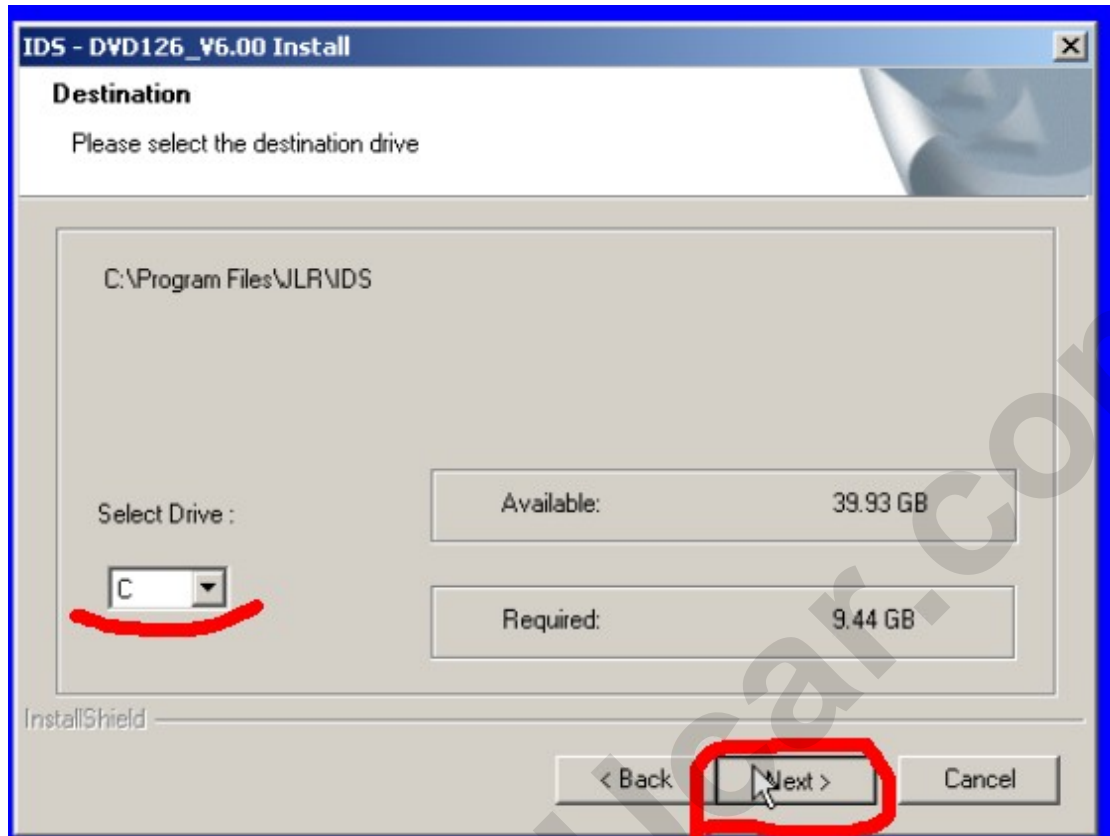 IDS - DVD126_V6.00 Install
Destination
Please select the destination drive
C:\Program Files\JLR\IDS
Select Drive :
Available: 39.93 GB
C
Required: 9.44 GB
InstallShield
< Back Next > Cancel